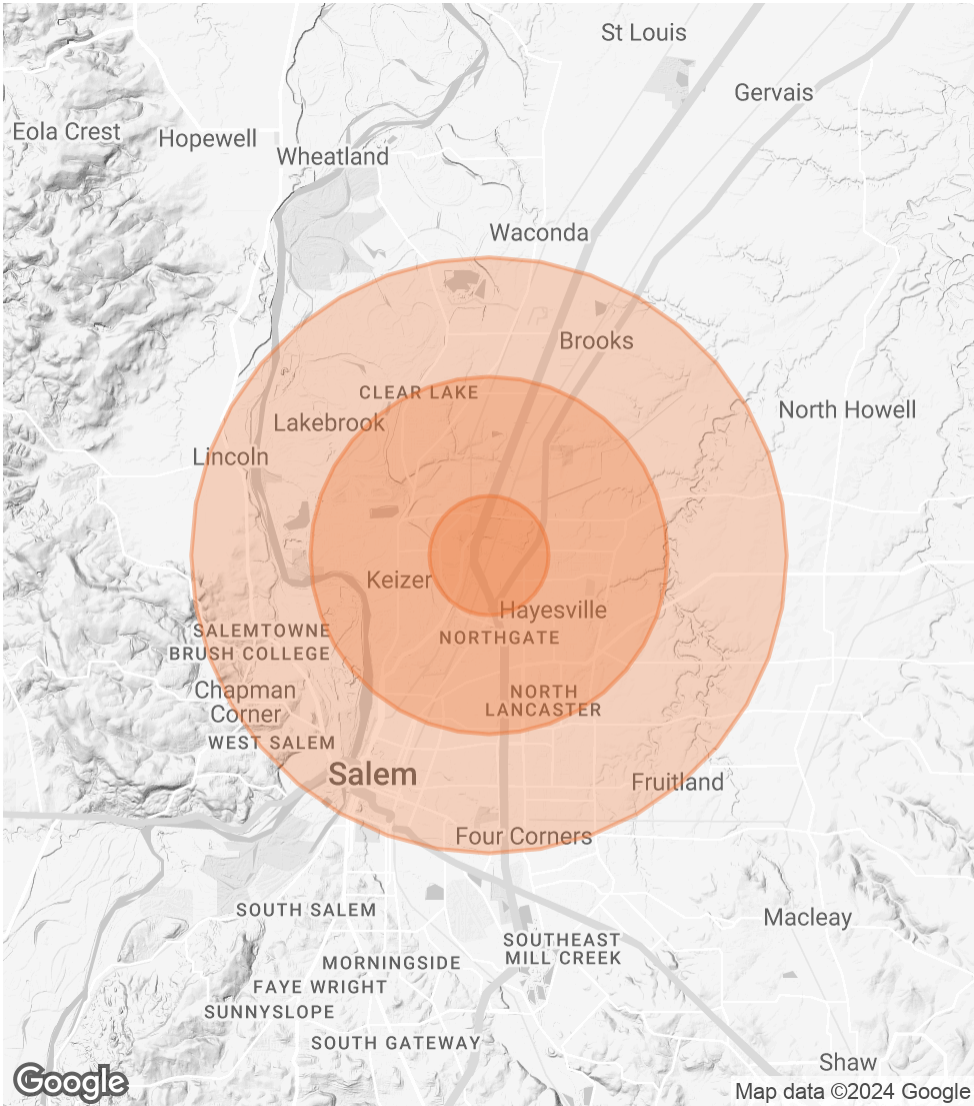 St Louis
Gervais
Eola Crest
Hopewell
Wheatland
Waconda
Brooks
CLEAR LAKE
North Howell
Lakebrook
Lincoln
Keizer
Hayesville
SALEMTOWNE
NORTHGATE
BRUSH COLLEGE
Chapman
Corner
NORTH
LANCASTER
WEST SALEM
Salem
Fruitland
Four Corners
SOUTH SALEM
Macleay
SOUTHEAST
MILL CREEK
MORNINGSIDE
FAYE WRIGHT
SUNNYSLOPE
SOUTH GATEWAY
Shaw
Google
Map data ©2024 Google